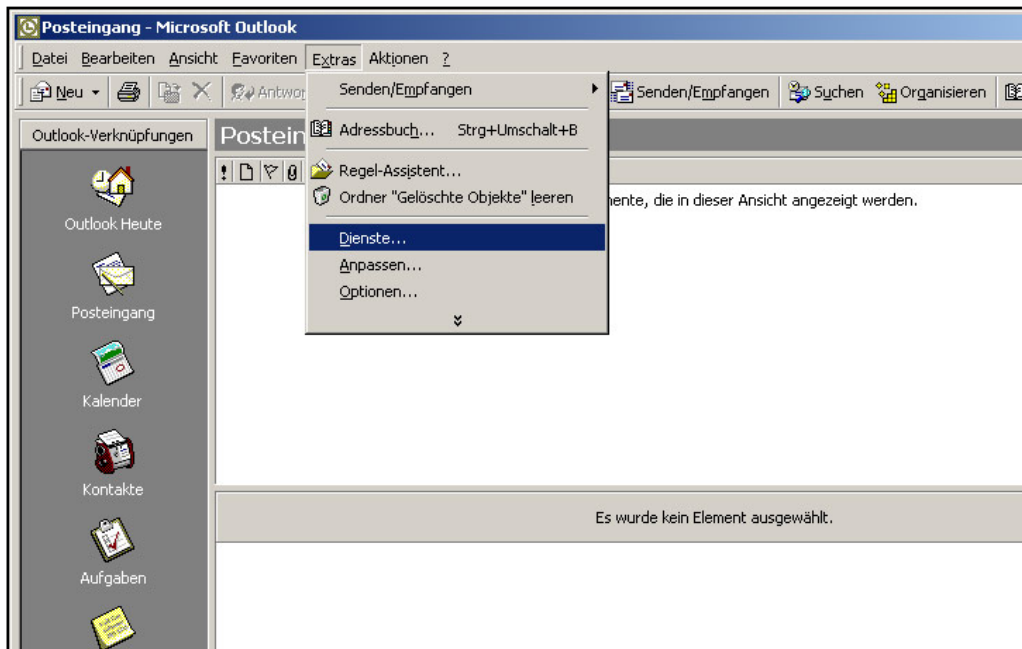 Posteingang - Microsoft Outlook
Datei Bearbeiten Ansicht Favoriten Extras Aktionen ?
Neu Antwor Senden/Empfangen Suchen Organisieren
Senden/Empfangen
Adressbuch... Strg+Umschalt+B
Regel-Assistent...
Ordner "Gelöschte Objekte" leeren
Dienste...
Anpassen...
Optionen...
Outlook-Verknüpfungen
Outlook Heute
Posteingang
Kalender
Kontakte
Aufgaben
Postein
mente, die in dieser Ansicht angezeigt werden.
Es wurde kein Element ausgewählt.